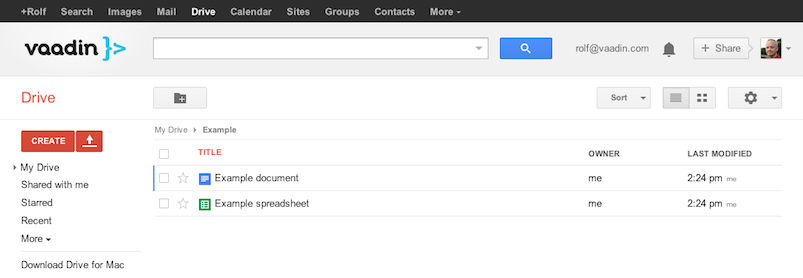 +Rolf Search Images Mail Drive Calendar Sites Groups Contacts More
vaadin }> rolf@vaadin.com + Share
Drive Sort
CREATE My Drive Example
TITLE OWNER LAST MODIFIED
My Drive Example document me 2:24 pm me
Shared with me
Starred Example spreadsheet me 2:24 pm me
Recent
More
Download Drive for Mac